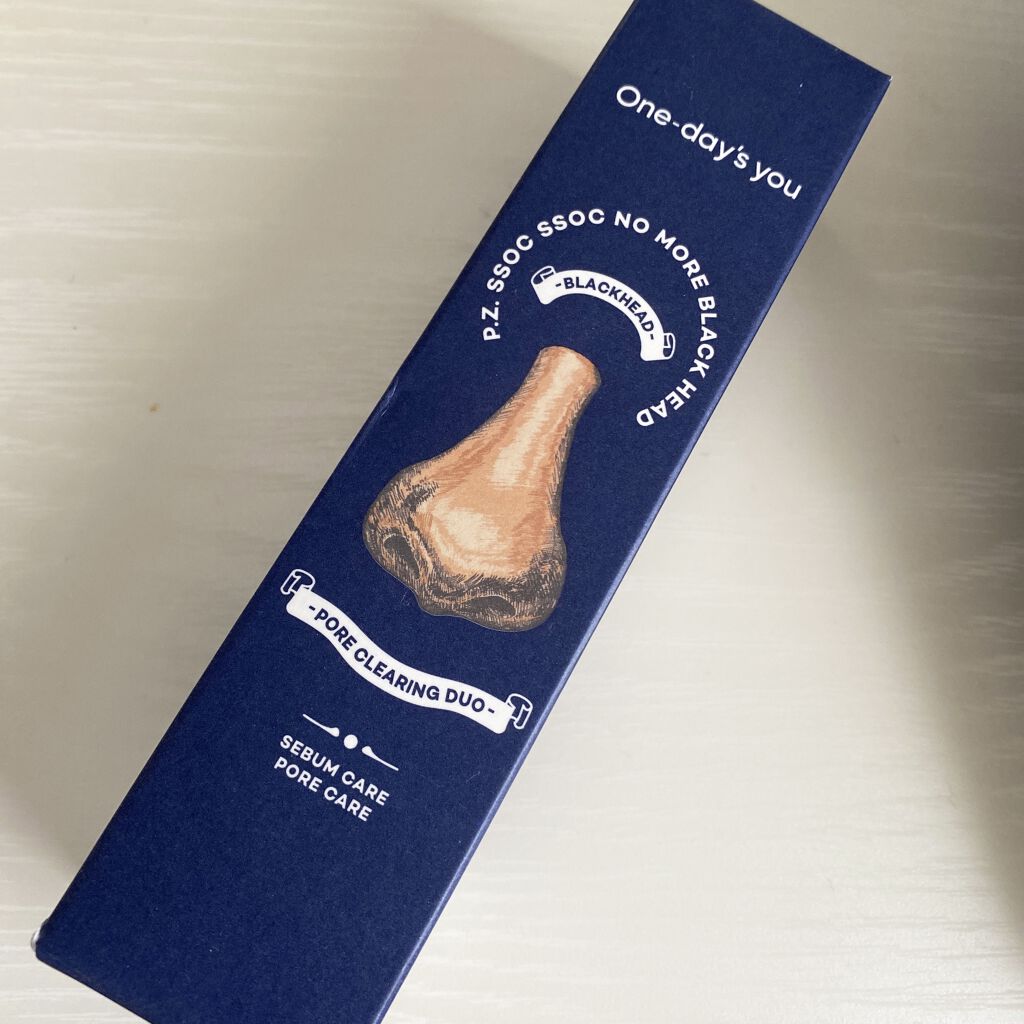 One-day's you
P.Z. SSOC SSOC NO MORE BLACK HEAD
-BLACKHEAD-
-PORE CLEARING DUO-
SEBUM CARE
PORE CARE